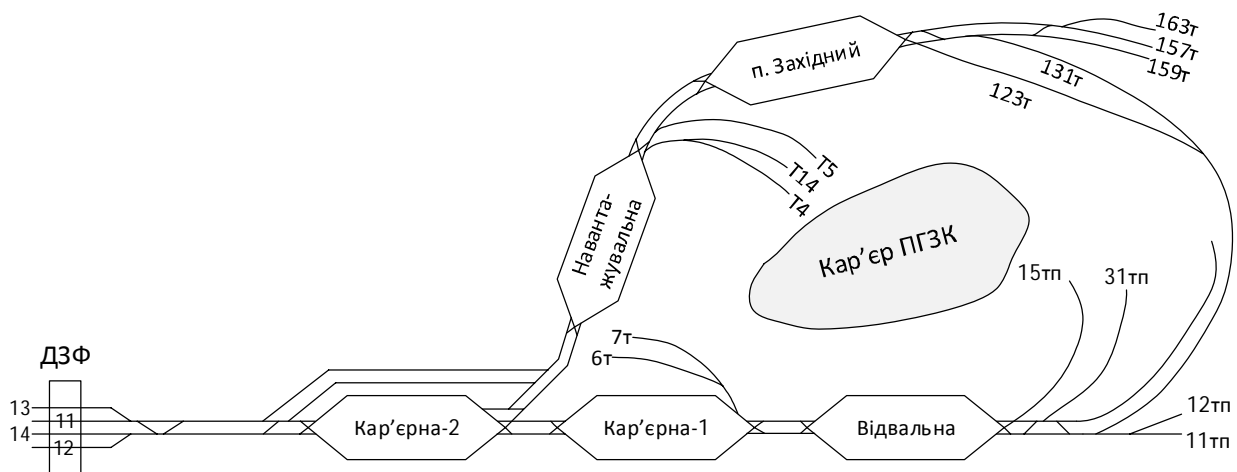 163т
157т
159т
п. Західний
131т
123т
Т5
Т14
Т4
Наванта-
жувальна
Кар’єр ПГЗК
15тп
31тп
7т
6т
ДЗФ
13
11
14
12
Кар’єрна-2
Кар’єрна-1
Відвальна
12тп
11тп